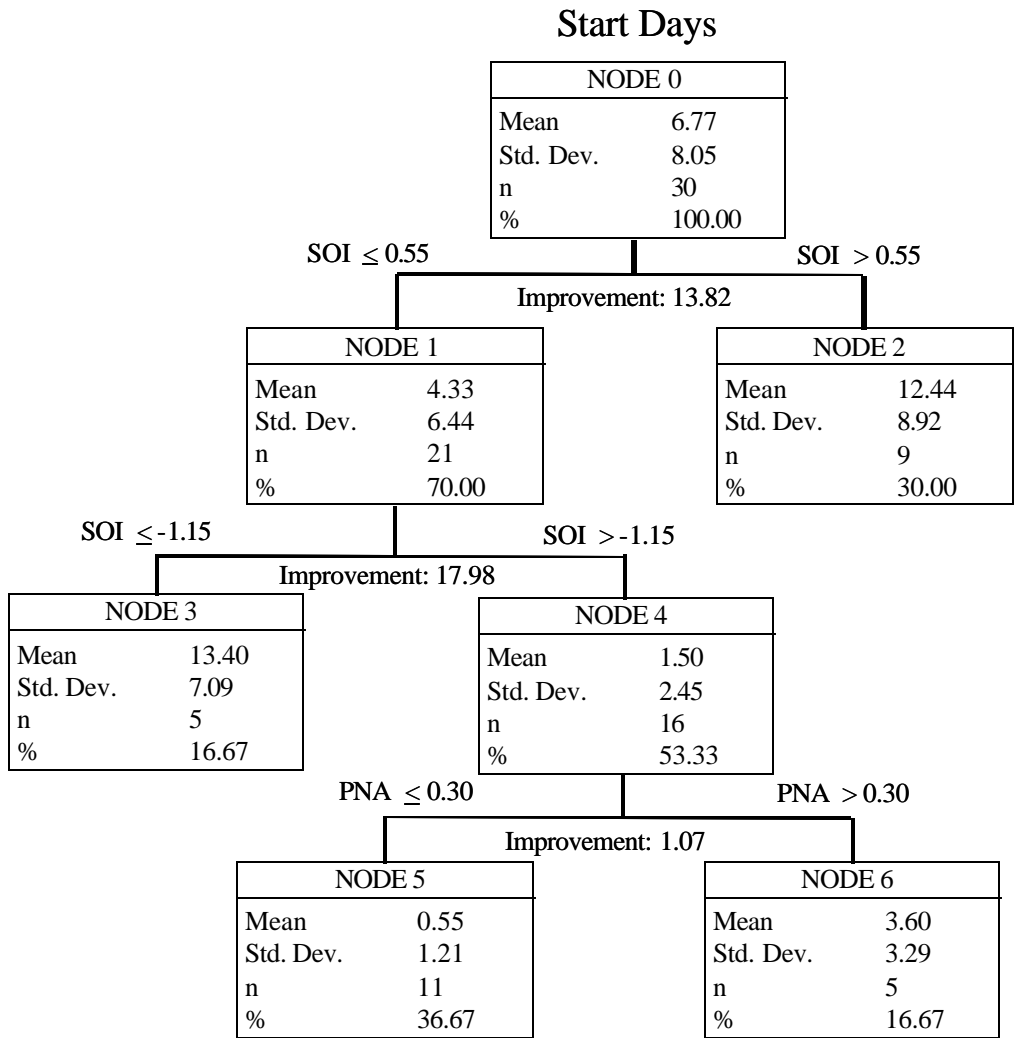 Start Days
NODE 0
Mean 6.77
Std. Dev. 8.05
n 30
% 100.00
SOI ≤ 0.55 SOI > 0.55
Improvement: 13.82
NODE 1 NODE 2
Mean 4.33 Mean 12.44
Std. Dev. 6.44 Std. Dev. 8.92
n 21 n 9
% 70.00 % 30.00
SOI ≤ -1.15 SOI > -1.15
Improvement: 17.98
NODE 3 NODE 4
Mean 13.40 Mean 1.50
Std. Dev. 7.09 Std. Dev. 2.45
n 5 n 16
% 16.67 % 53.33
PNA ≤ 0.30 PNA > 0.30
Improvement: 1.07
NODE 5 NODE 6
Mean 0.55 Mean 3.60
Std. Dev. 1.21 Std. Dev. 3.29
n 11 n 5
% 36.67 % 16.67